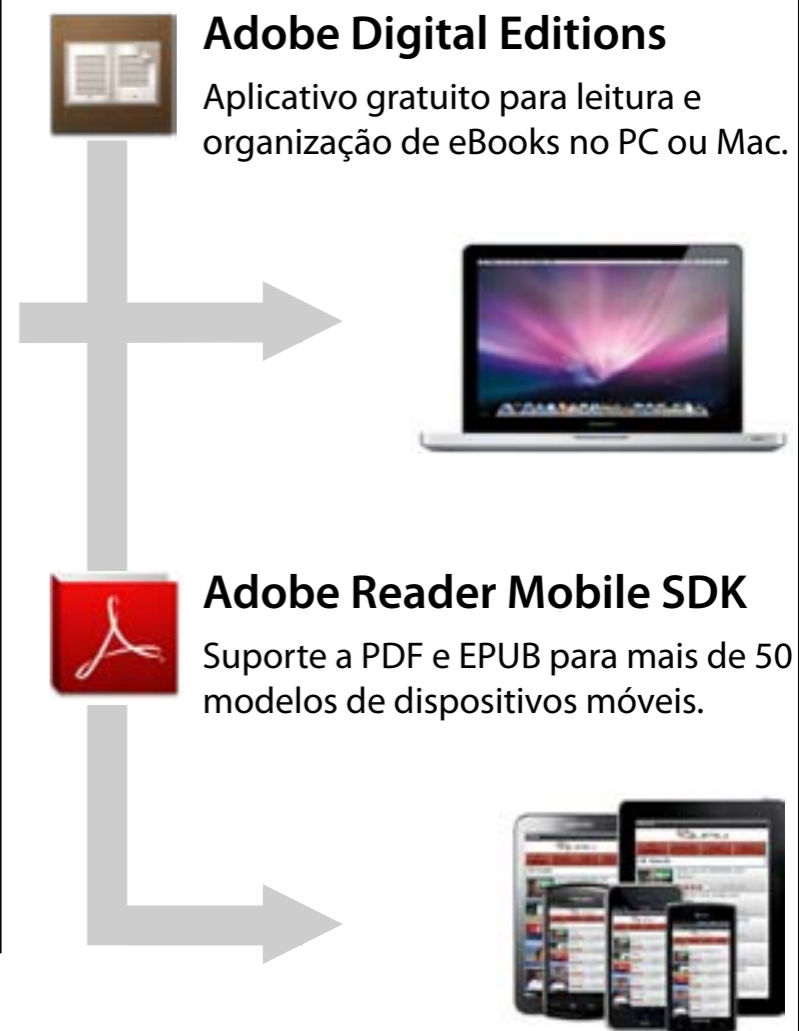 Adobe Digital Editions
Aplicativo gratuito para leitura e
organização de eBooks no PC ou Mac.
Adobe Reader Mobile SDK
Suporte a PDF e EPUB para mais de 50
modelos de dispositivos móveis.